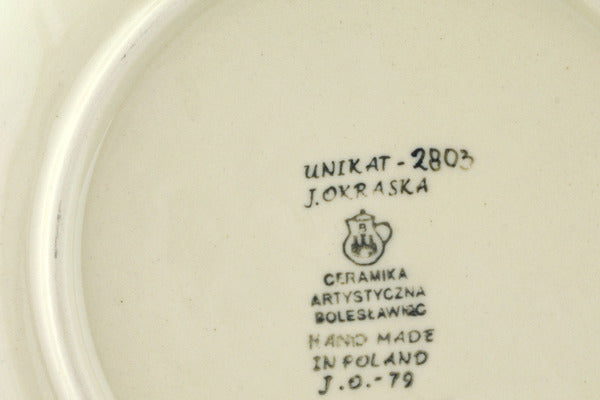 UNIKAT - 2803
J. OKRASKA
B
CERAMIKA
ARTYSTYCZNA
BOLESŁAWIEC
HAND MADE
IN POLAND
J.O.-79